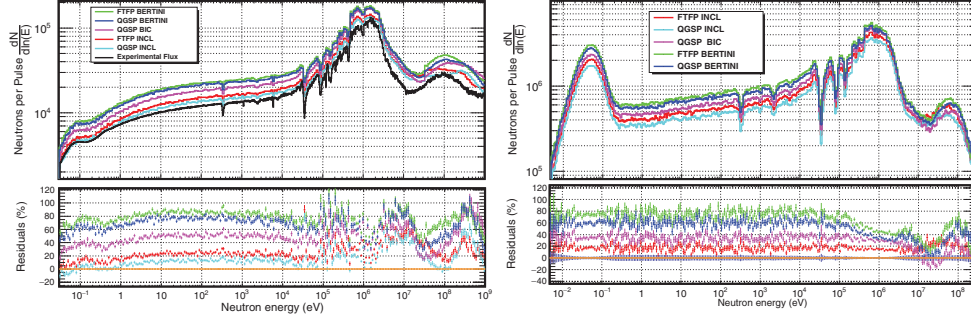 Neutrons per Pulse dN/dln(E)
10⁵
10⁴
FTFP BERTINI
QGSP BERTINI
QGSP BIC
FTFP INCL
QGSP INCL
Experimental Flux
Residuals (%)
120
100
80
60
40
20
0
−20
10⁻¹ 1 10 10² 10³ 10⁴ 10⁵ 10⁶ 10⁷ 10⁸ 10⁹
Neutron energy (eV)
Neutrons per Pulse dN/dln(E)
10⁶
10⁵
FTFP INCL
QGSP INCL
QGSP BIC
FTFP BERTINI
QGSP BERTINI
Residuals (%)
120
100
80
60
40
20
0
−20
−40
10⁻² 10⁻¹ 1 10 10² 10³ 10⁴ 10⁵ 10⁶ 10⁷ 10⁸
Neutron energy (eV)